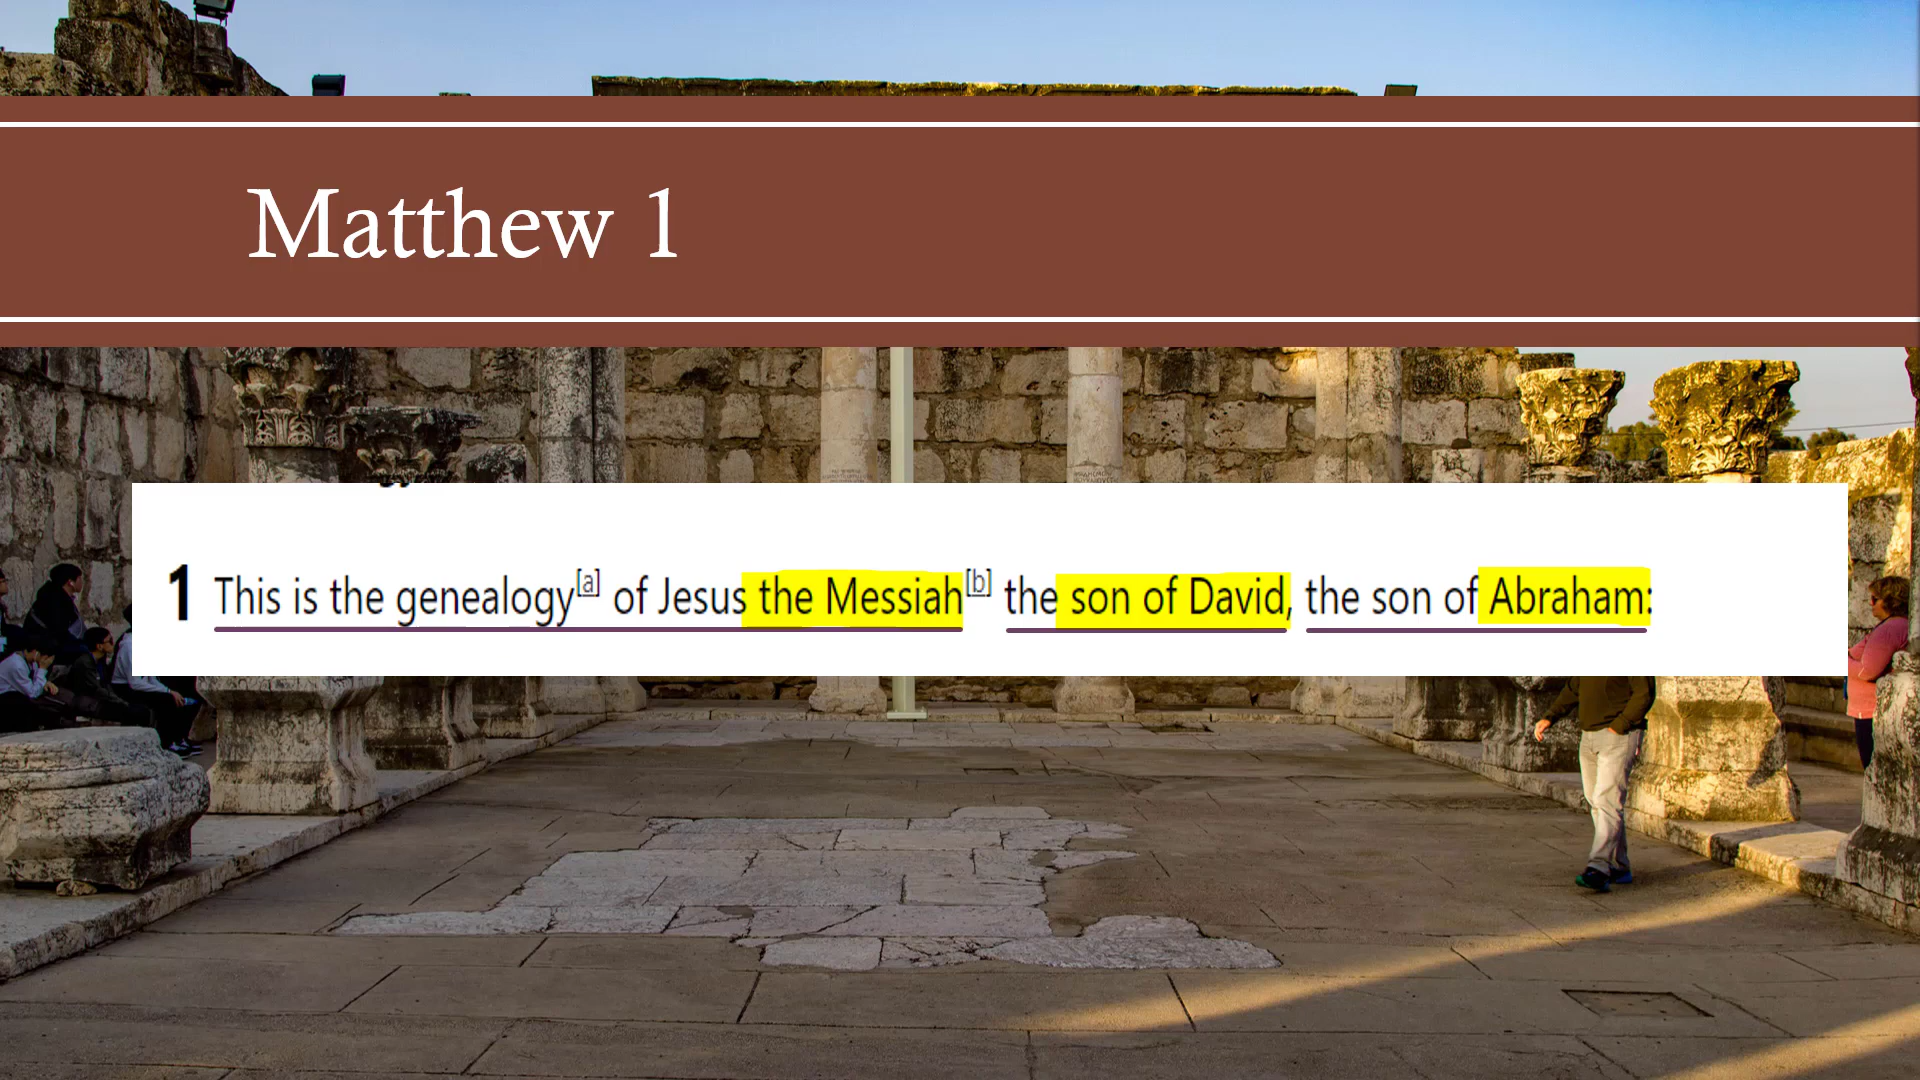 Matthew 1
1 This is the genealogy[a] of Jesus the Messiah[b] the son of David, the son of Abraham: